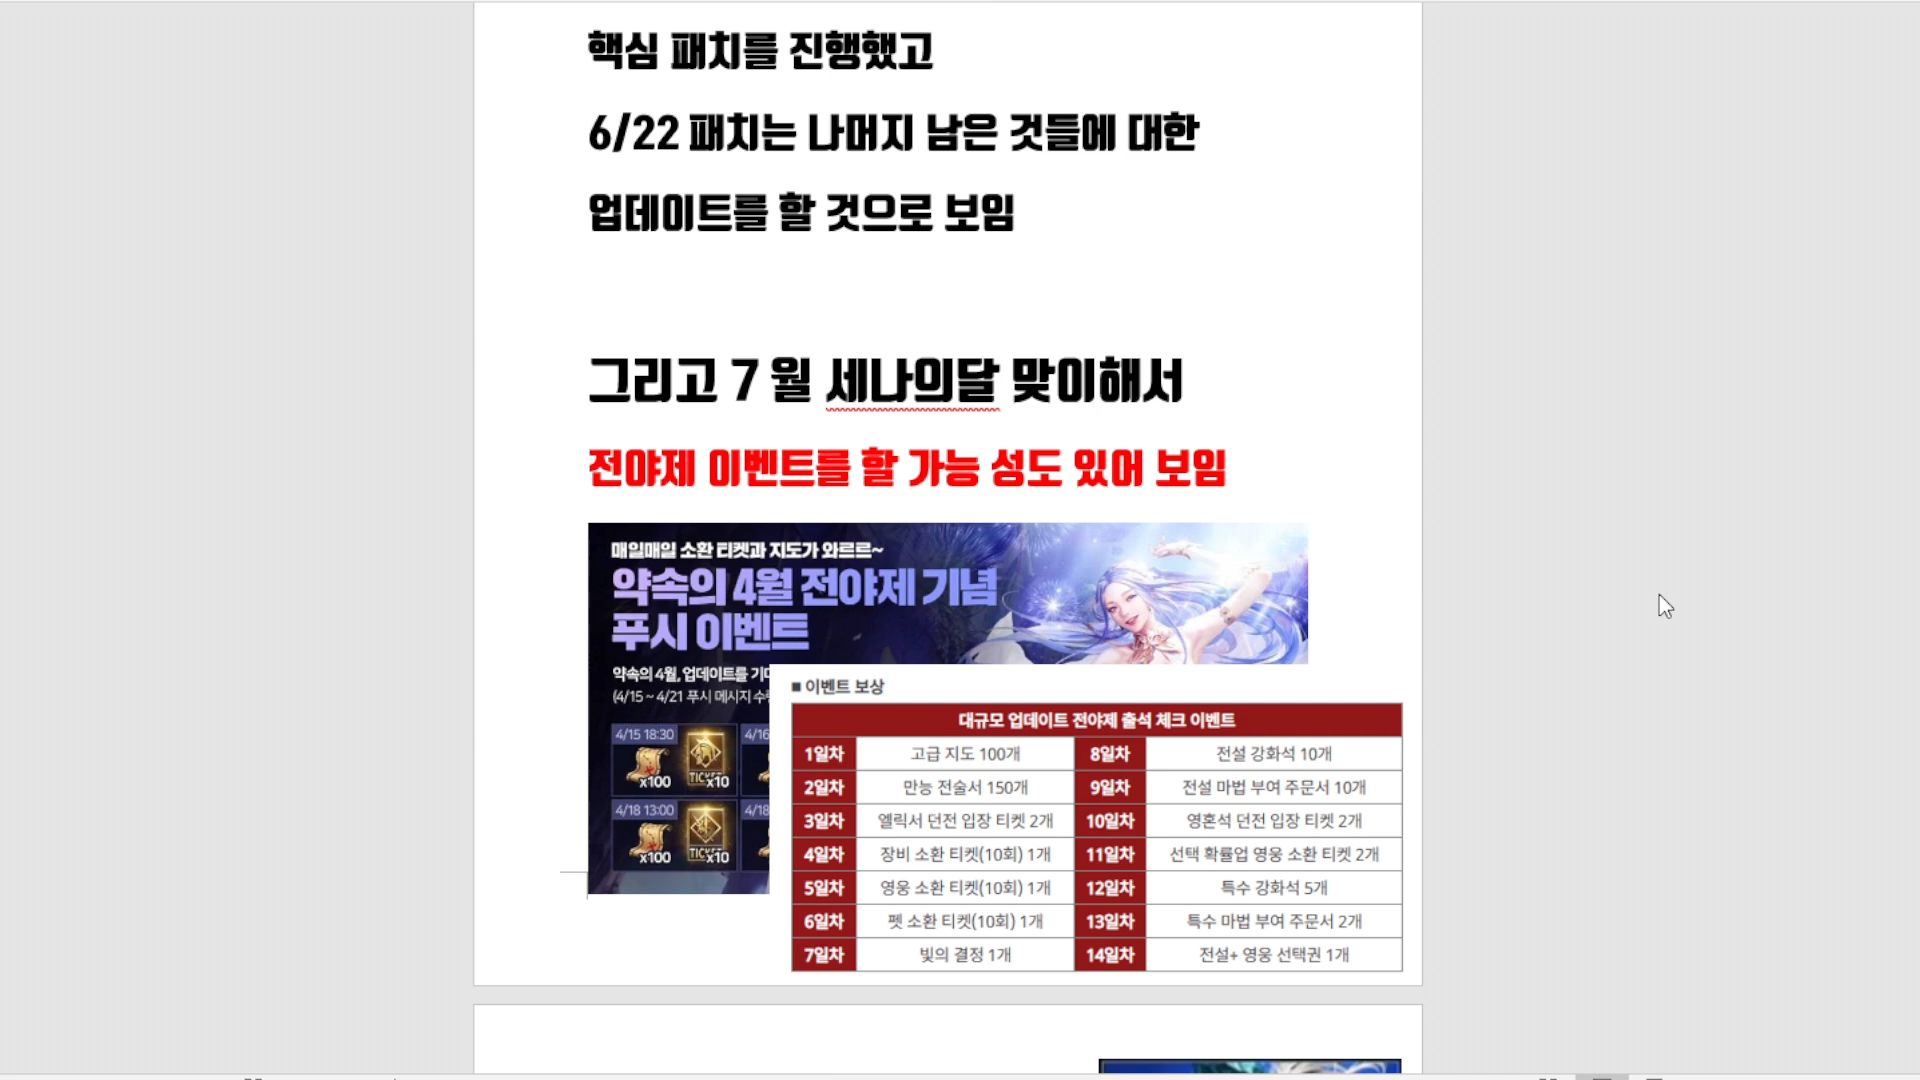 핵심 패치를 진행했고
6/22 패치는 나머지 남은 것들에 대한
업데이트를 할 것으로 보임
그리고 7 월 세나의달 맞이해서
전야제 이벤트를 할 가능 성도 있어 보임
매일매일 소환 티켓과 지도가 와르르~
약속의 4월 전야제 기념
푸시 이벤트
약속의 4월, 업데이트를 기다
(4/15 ~ 4/21 푸시 메시지 수
4/15 18:30 4/16
x100 TICKET x10
4/18 13:00 4/18
x100 TICKET x10
■ 이벤트 보상
대규모 업데이트 전야제 출석 체크 이벤트
1일차 고급 지도 100개 8일차 전설 강화석 10개
2일차 만능 전술서 150개 9일차 전설 마법 부여 주문서 10개
3일차 엘릭서 던전 입장 티켓 2개 10일차 영혼석 던전 입장 티켓 2개
4일차 장비 소환 티켓(10회) 1개 11일차 선택 확률업 영웅 소환 티켓 2개
5일차 영웅 소환 티켓(10회) 1개 12일차 특수 강화석 5개
6일차 펫 소환 티켓(10회) 1개 13일차 특수 마법 부여 주문서 2개
7일차 빛의 결정 1개 14일차 전설+ 영웅 선택권 1개